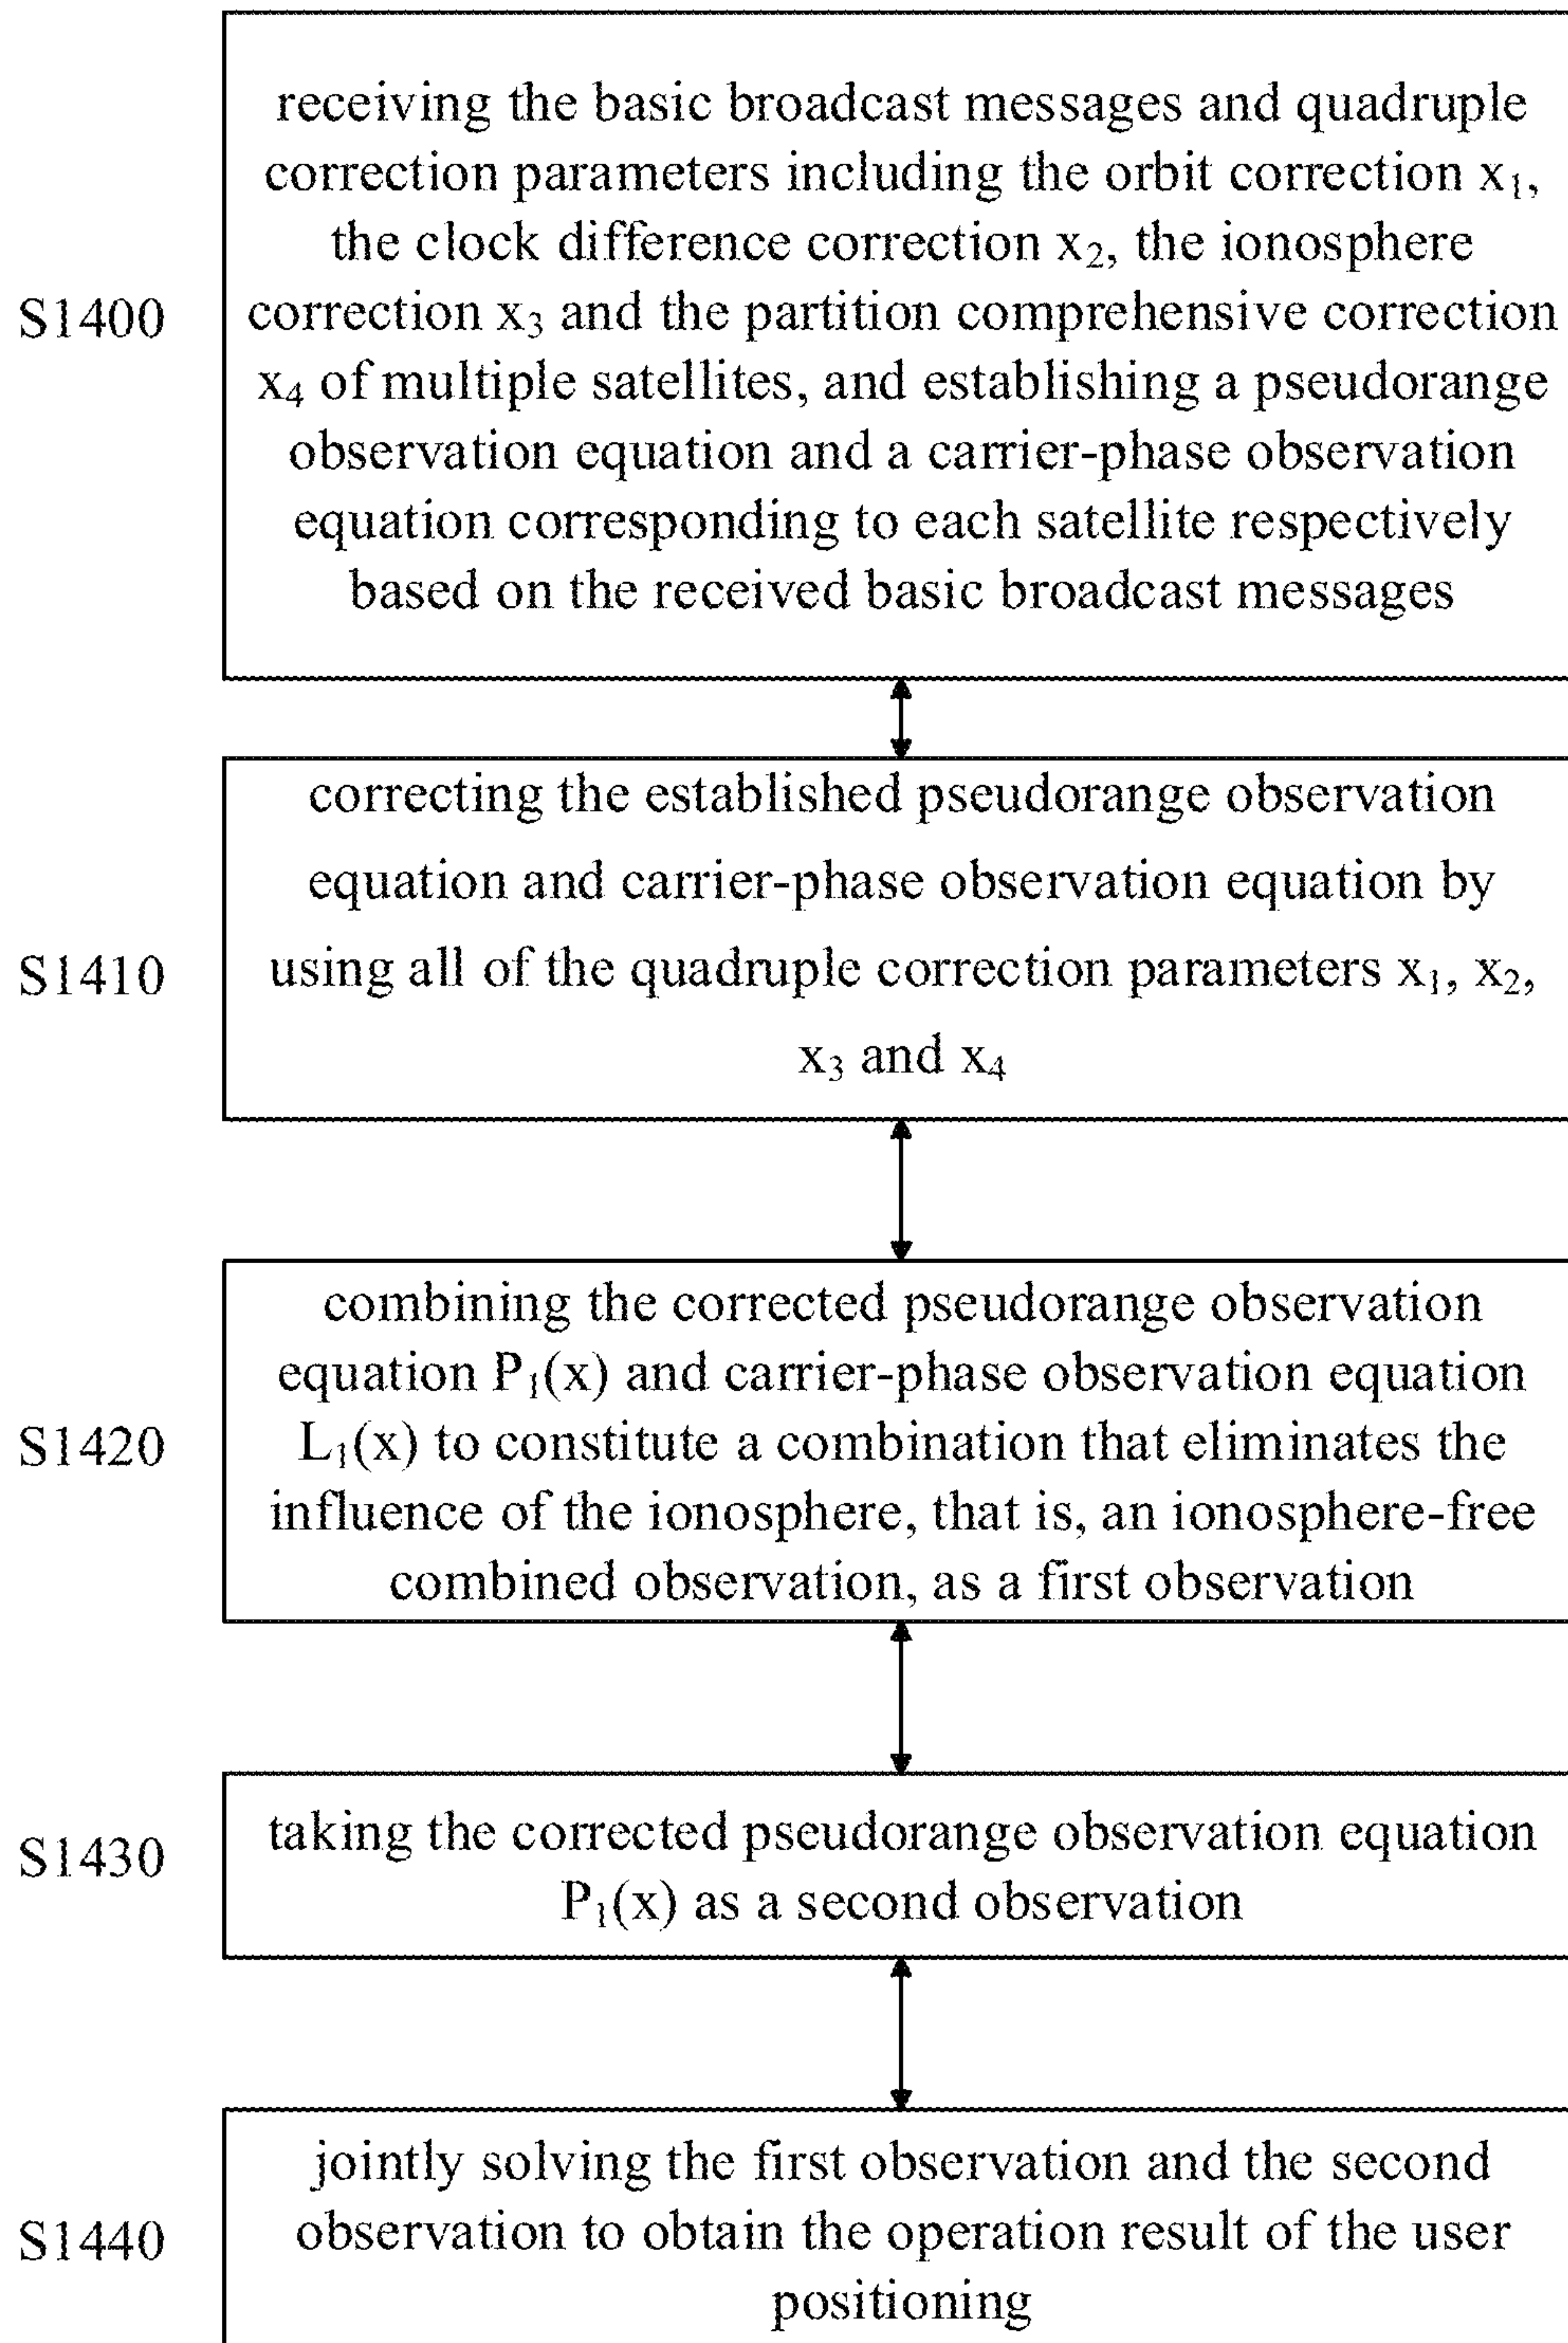 receiving the basic broadcast messages and quadruple
correction parameters including the orbit correction x₁,
the clock difference correction x₂, the ionosphere
S1400
correction x₃ and the partition comprehensive correction
x₄ of multiple satellites, and establishing a pseudorange
observation equation and a carrier-phase observation
equation corresponding to each satellite respectively
based on the received basic broadcast messages
correcting the established pseudorange observation
equation and carrier-phase observation equation by
S1410
using all of the quadruple correction parameters x₁, x₂,
x₃ and x₄
combining the corrected pseudorange observation
equation P₁(x) and carrier-phase observation equation
S1420
L₁(x) to constitute a combination that eliminates the
influence of the ionosphere, that is, an ionosphere-free
combined observation, as a first observation
S1430
taking the corrected pseudorange observation equation
P₁(x) as a second observation
jointly solving the first observation and the second
S1440
observation to obtain the operation result of the user
positioning